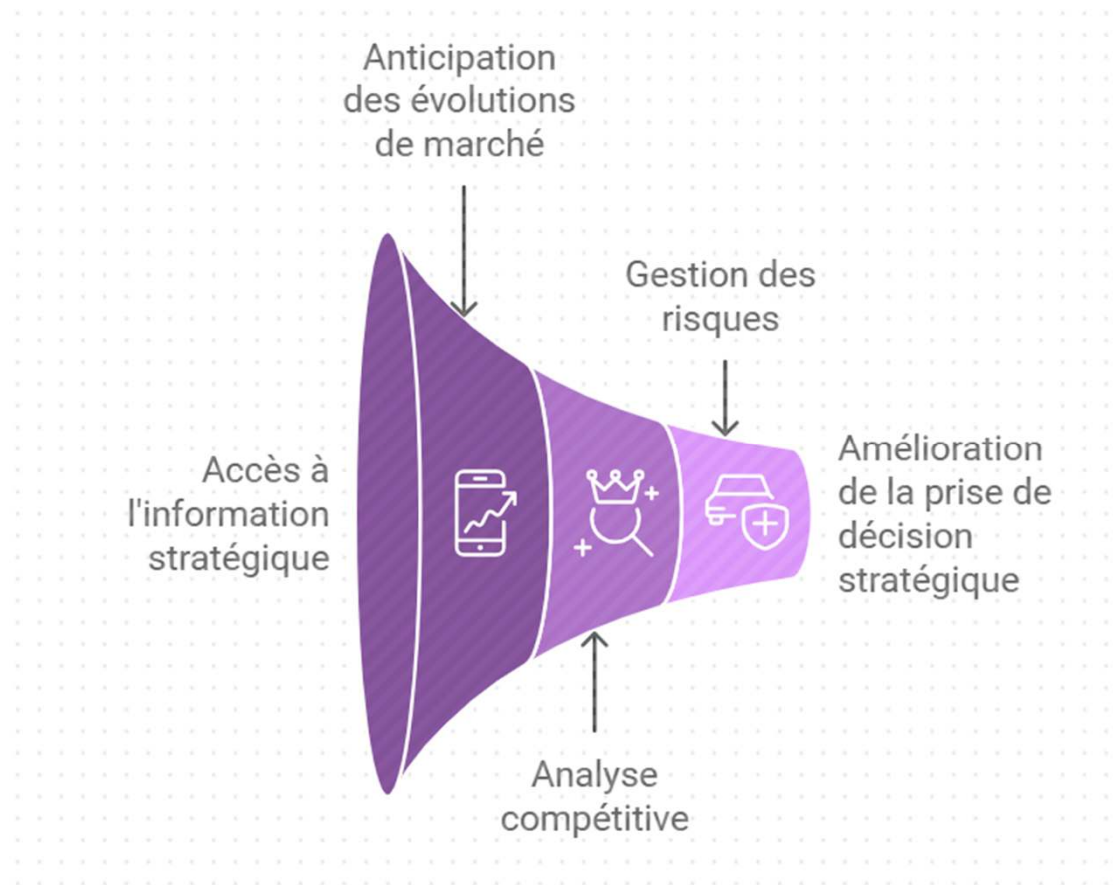 Anticipation
des évolutions
de marché
Gestion des
risques
Accès à
l'information
stratégique
Amélioration
de la prise de
décision
stratégique
Analyse
compétitive